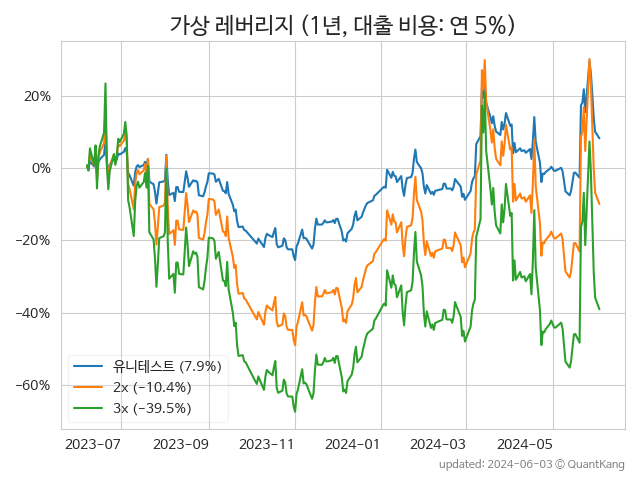 가상 레버리지 (1년, 대출 비용: 연 5%)
20%
0%
−20%
−40%
−60%
유니테스트 (7.9%)
2x (−10.4%)
3x (−39.5%)
2023-07
2023-09
2023-11
2024-01
2024-03
2024-05
updated: 2024-06-03 ⓒ QuantKang